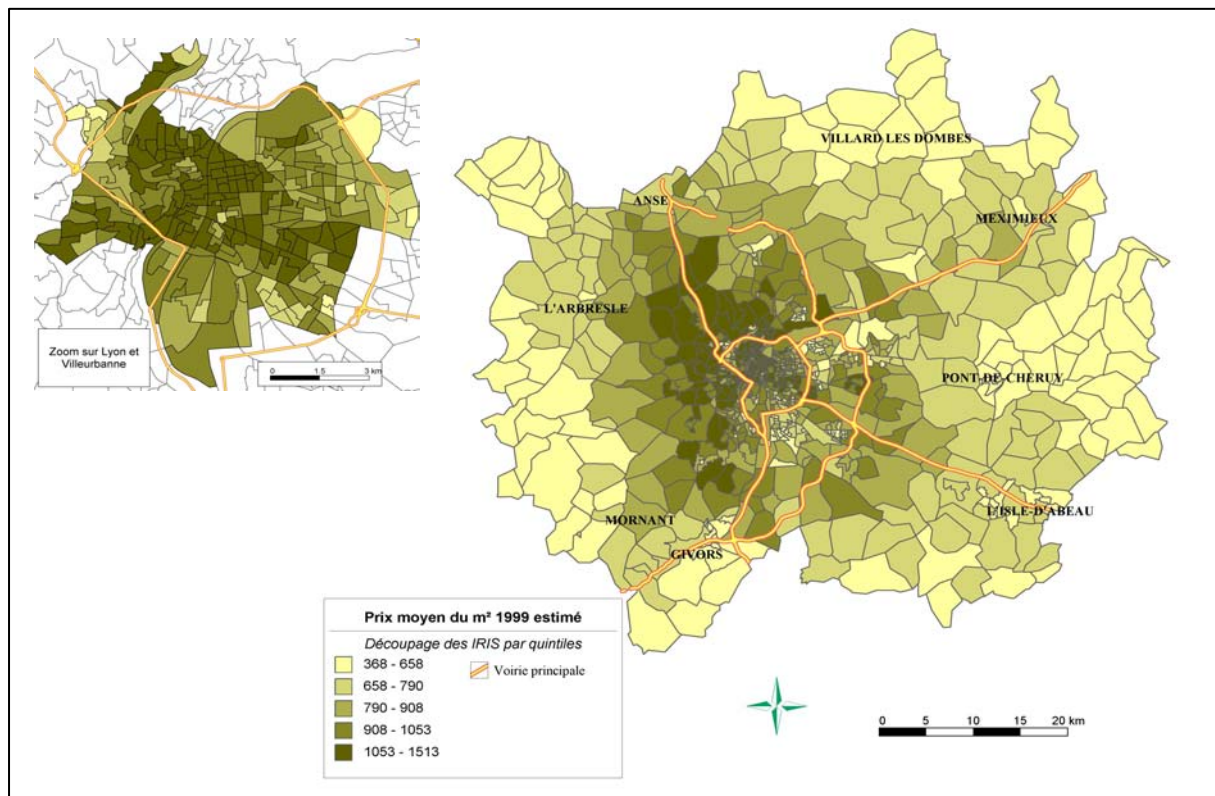 Zoom sur Lyon et
Villeurbanne
0 1.5 3 km
VILLARD LES DOMBES
ANSE
MEXIMIEUX
L'ARBRESLE
PONT-DE-CHERUY
L'ISLE-D'ABEAU
MORNANT
GIVORS
Prix moyen du m² 1999 estimé
Découpage des IRIS par quintiles
368 - 658
Voirie principale
658 - 790
790 - 908
908 - 1053
1053 - 1513
0 5 10 15 20 km